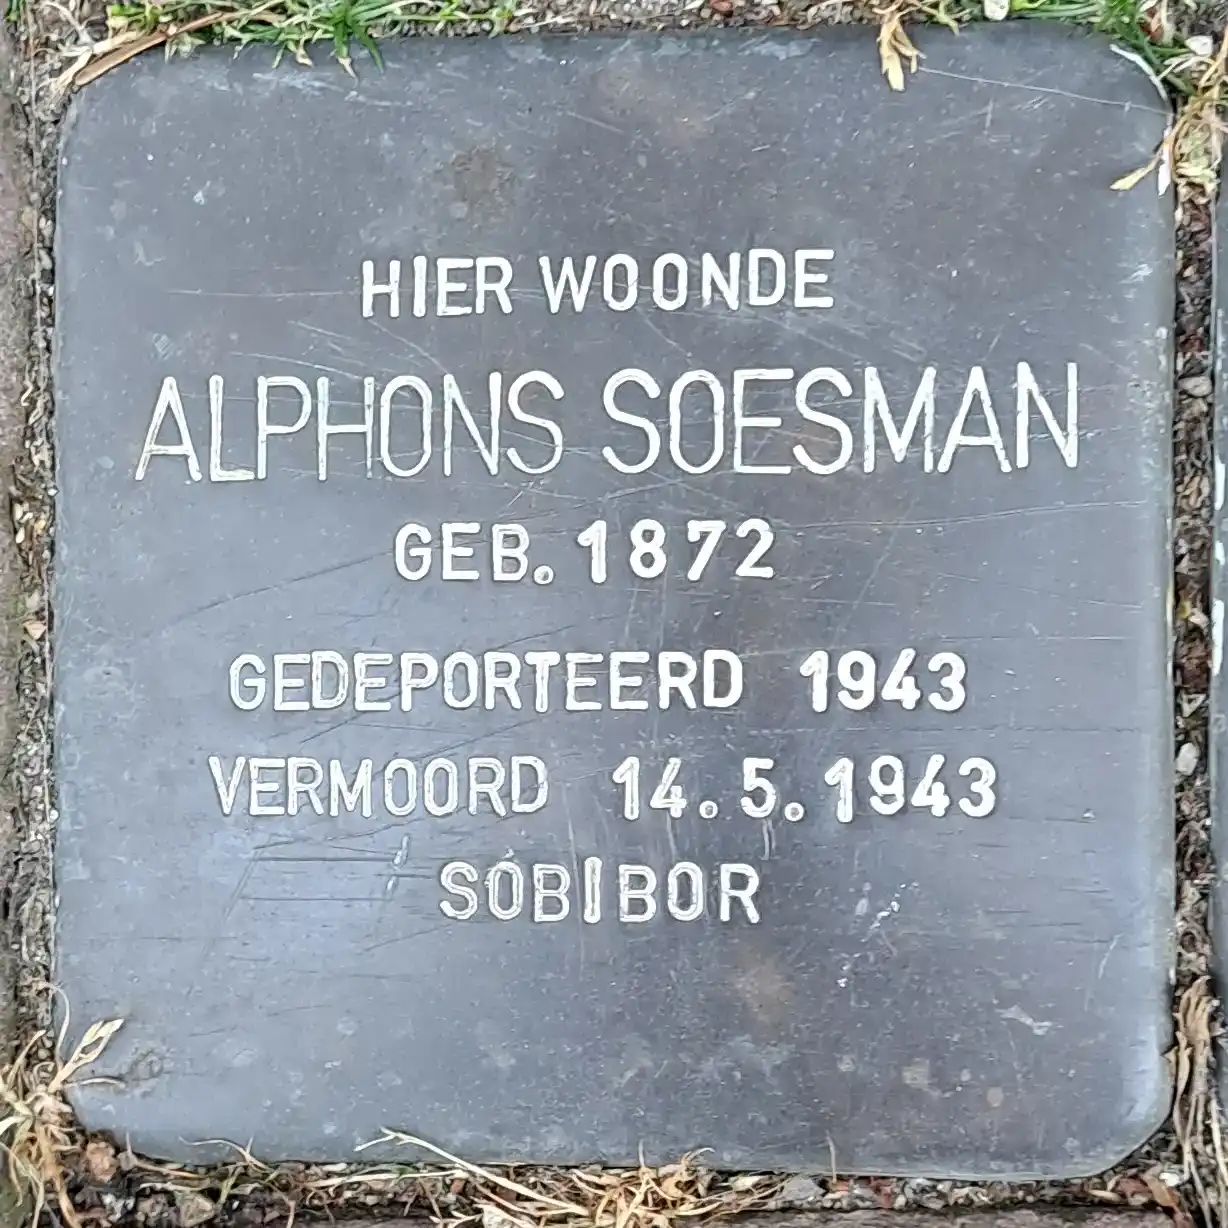 HIER WOONDE
ALPHONS SOESMAN
GEB. 1872
GEDEPORTEERD 1943
VERMOORD 14.5.1943
SOBIBOR